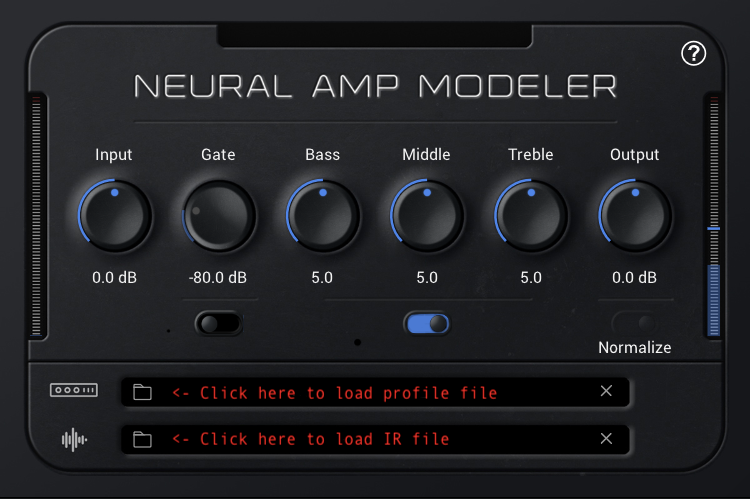 ?
NEURAL AMP MODELER
Input Gate Bass Middle Treble Output
0.0 dB -80.0 dB 5.0 5.0 5.0 0.0 dB
Normalize
<- Click here to load profile file
<- Click here to load IR file